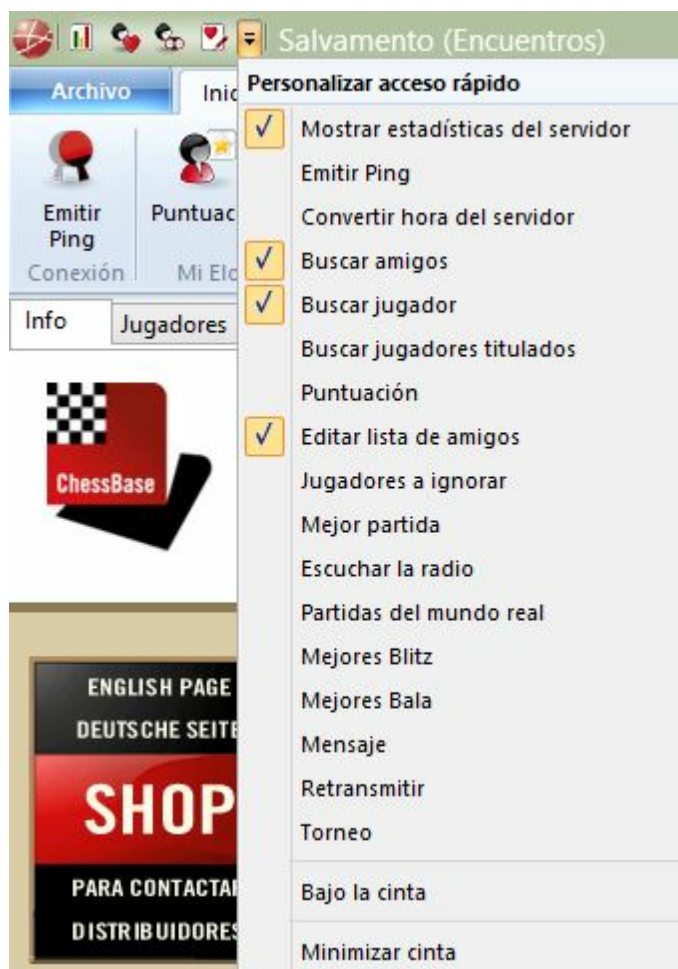 Salvamento (Encuentros)
Personalizar acceso rápido
Archivo
Mostrar estadísticas del servidor
Emitir Ping
Convertir hora del servidor
Buscar amigos
Buscar jugador
Buscar jugadores titulados
Puntuación
Editar lista de amigos
Jugadores a ignorar
Mejor partida
Escuchar la radio
Partidas del mundo real
Mejores Blitz
Mejores Bala
Mensaje
Retransmitir
Torneo
Bajo la cinta
Minimizar cinta
Emitir
Ping
Conexión
Mi
Info
Jugadores
ChessBase
ENGLISH PAGE
DEUTSCHE SEITE
SHOP
PARA
DISTRIBUIDORES